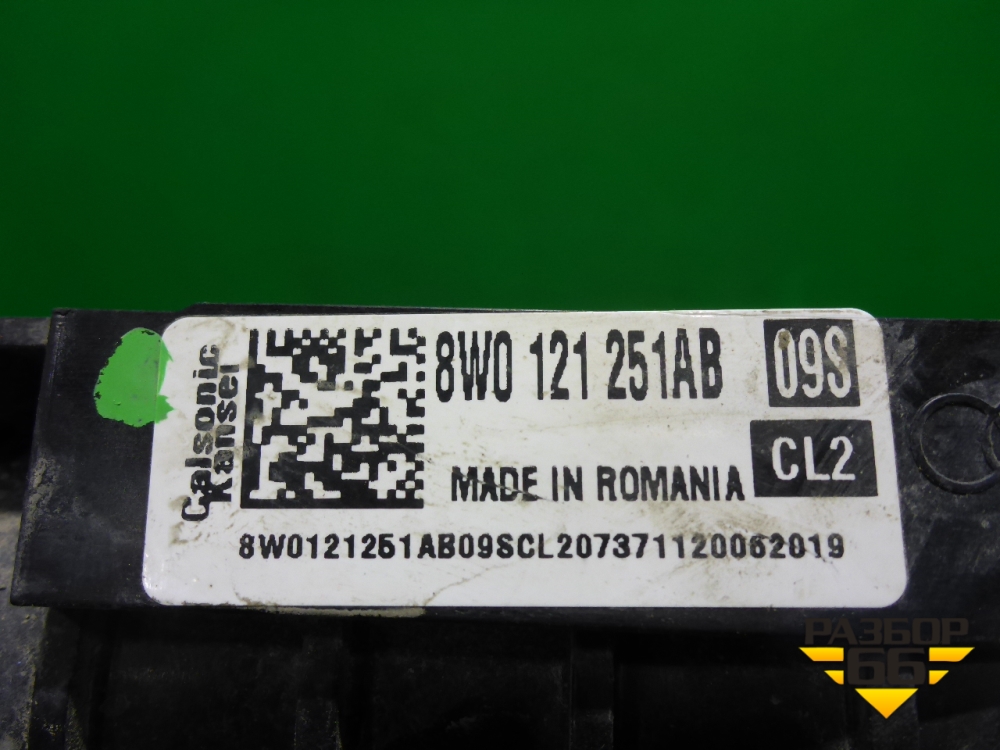 Calsonic
Kansei
8W0 121 251AB
09S
CL2
MADE IN ROMANIA
8W0121251AB09SCL207371120062019
РАЗБОР
66